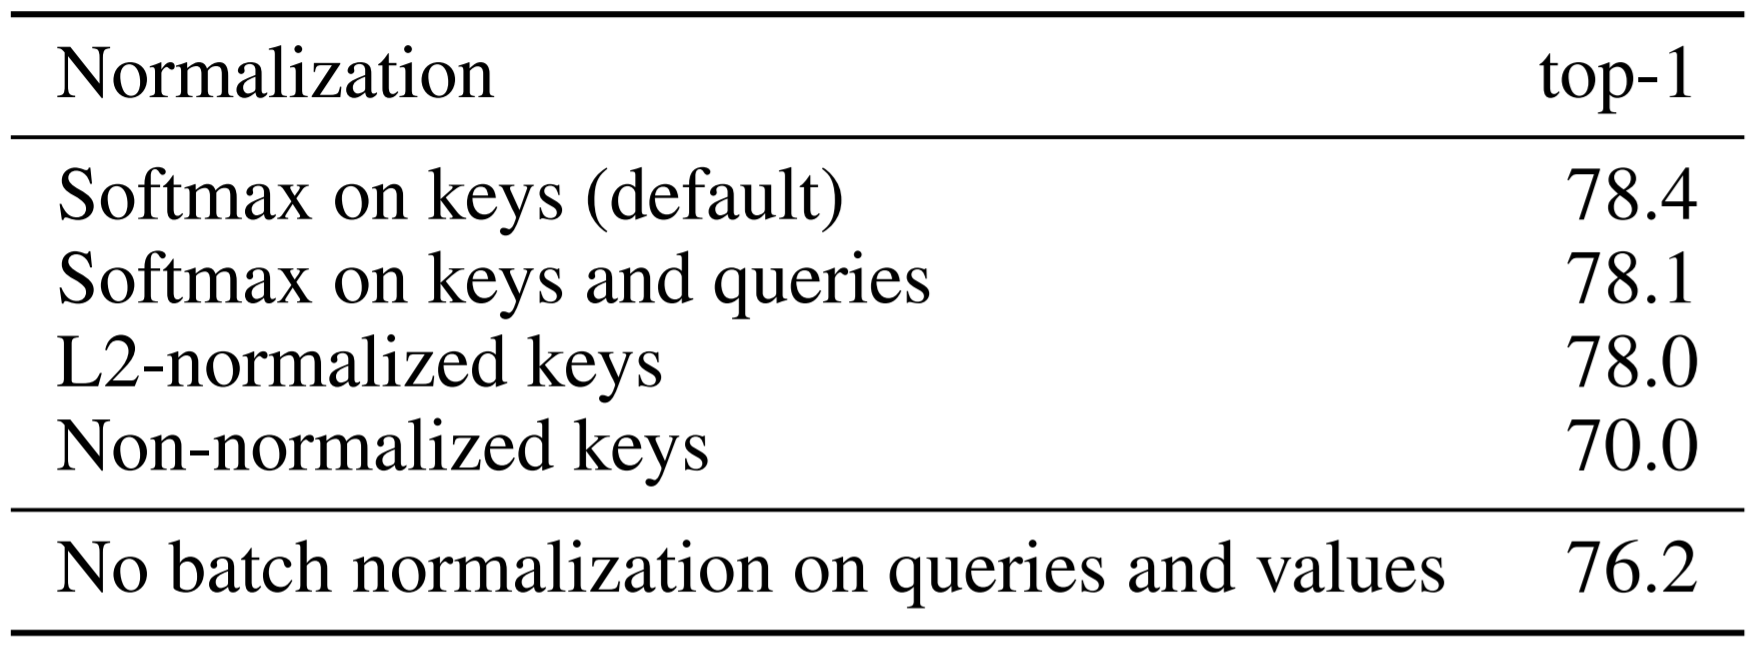 Normalization top-1
Softmax on keys (default) 78.4
Softmax on keys and queries 78.1
L2-normalized keys 78.0
Non-normalized keys 70.0
No batch normalization on queries and values 76.2